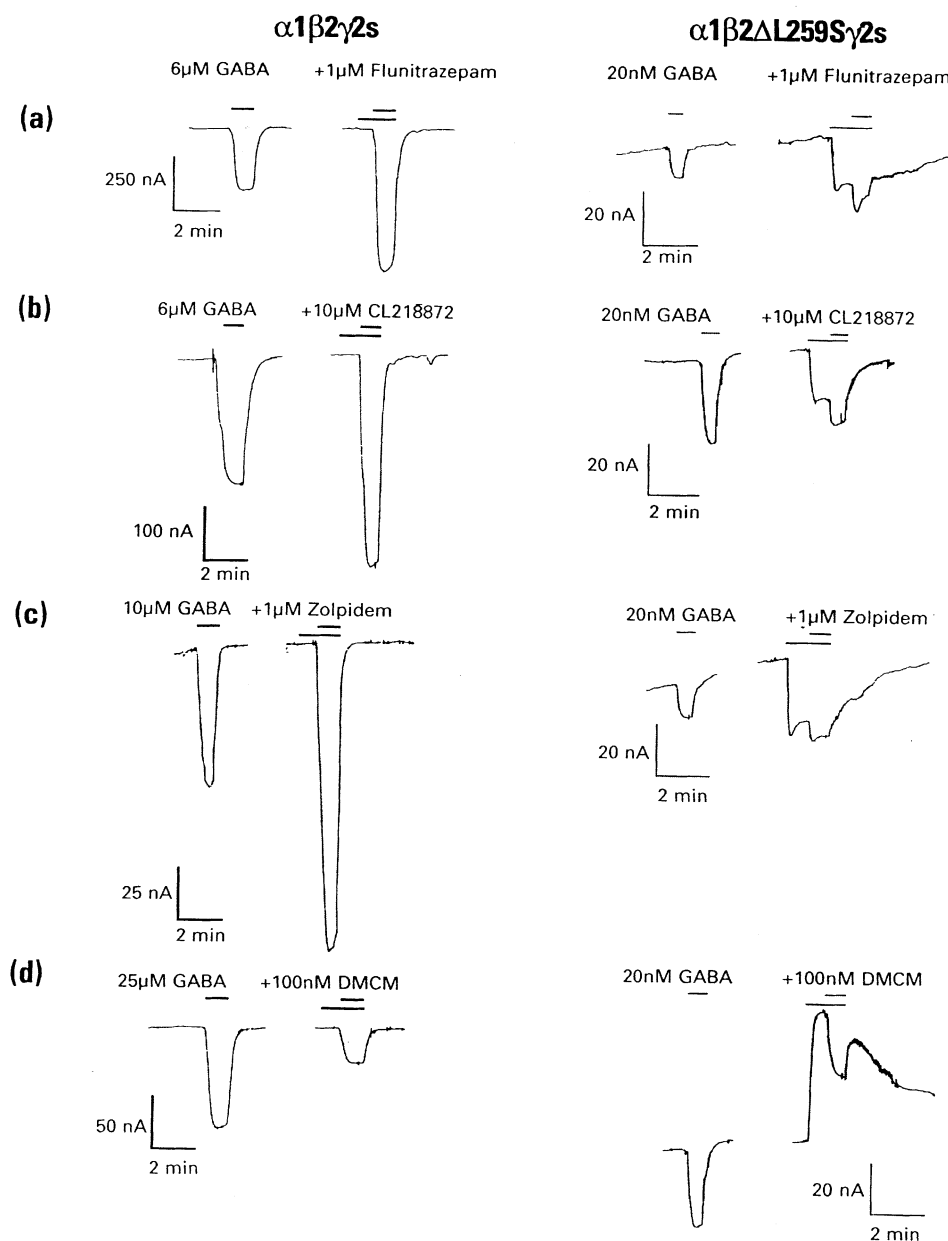 α1β2γ2s
α1β2ΔL259Sγ2s
(a)
6μM GABA
+1μM Flunitrazepam
250 nA
2 min
20nM GABA
+1μM Flunitrazepam
20 nA
2 min
(b)
6μM GABA
+10μM CL218872
100 nA
2 min
20nM GABA
+10μM CL218872
20 nA
2 min
(c)
10μM GABA
+1μM Zolpidem
25 nA
2 min
20nM GABA
+1μM Zolpidem
20 nA
2 min
(d)
25μM GABA
+100nM DMCM
50 nA
2 min
20nM GABA
+100nM DMCM
20 nA
2 min